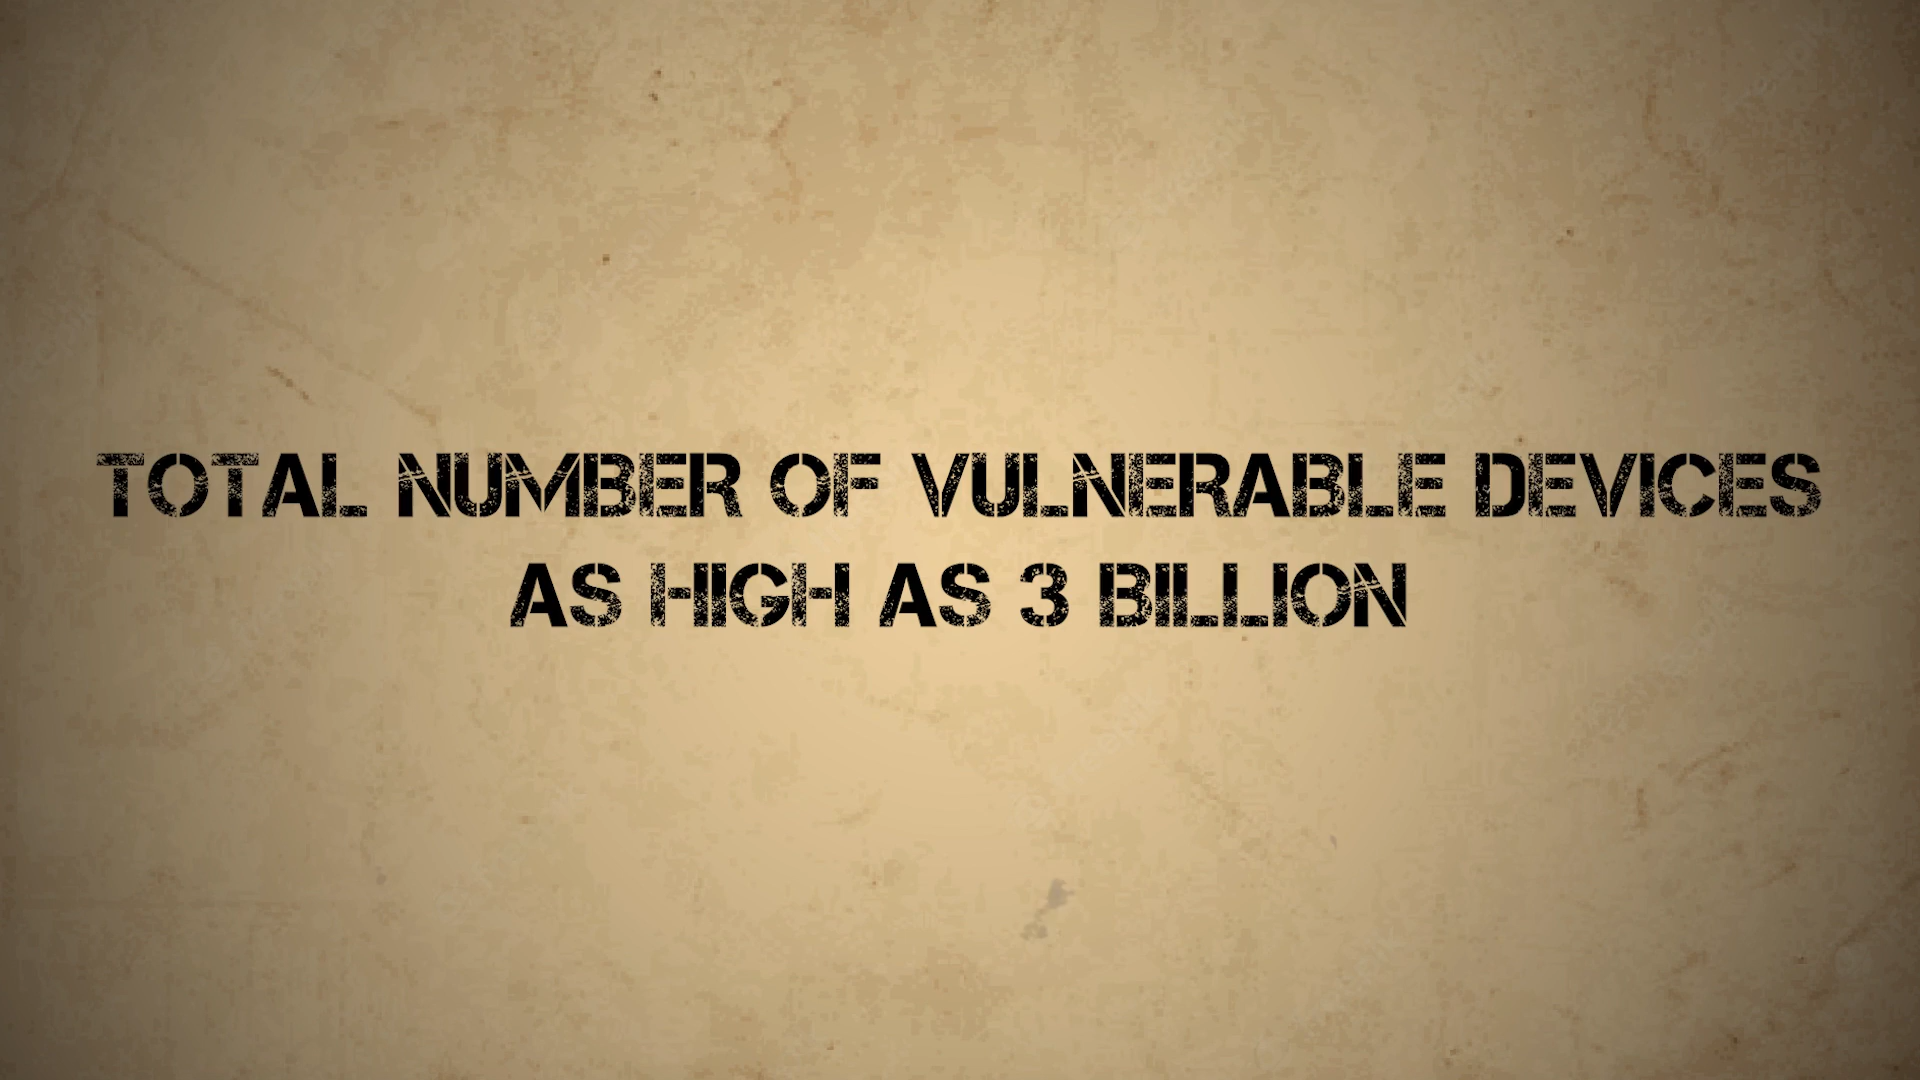 TOTAL NUMBER OF VULNERABLE DEVICES
AS HIGH AS 3 BILLION